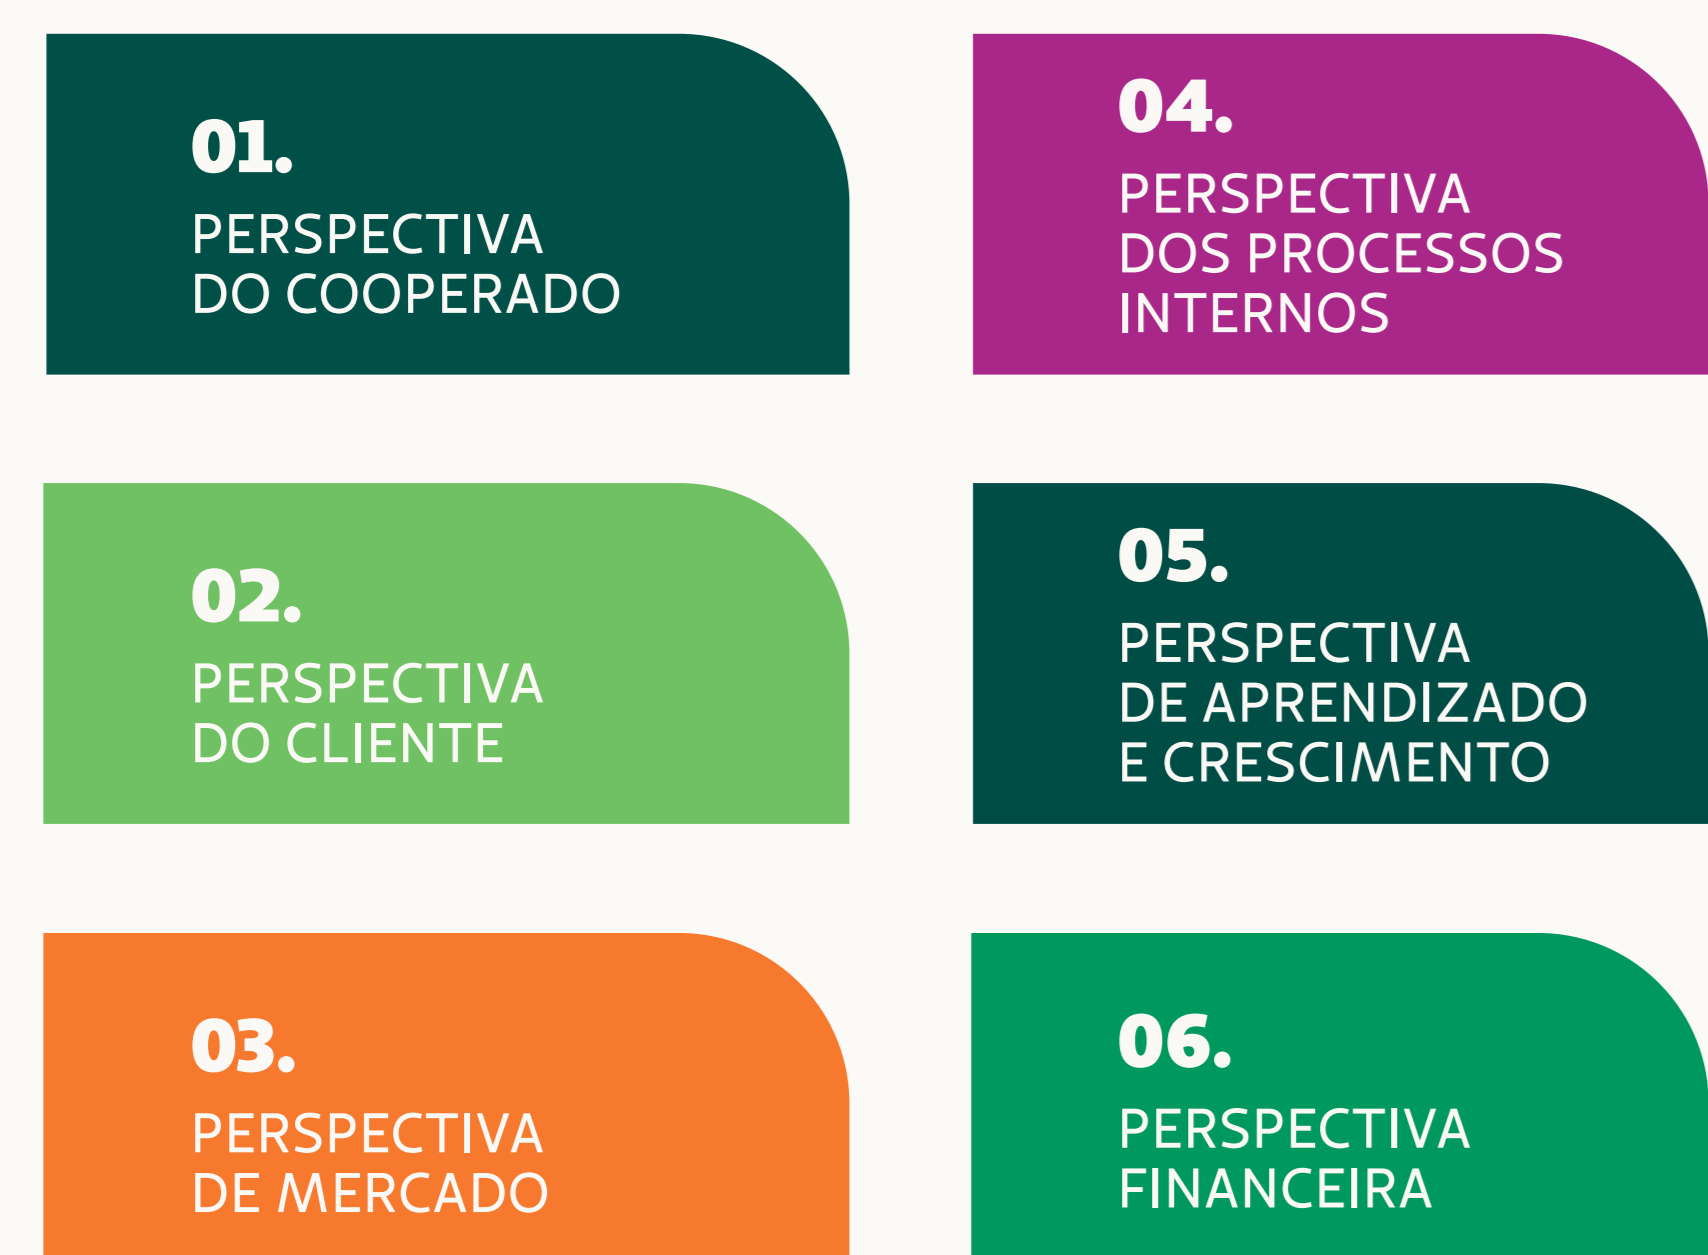 01.
PERSPECTIVA
DO COOPERADO
02.
PERSPECTIVA
DO CLIENTE
03.
PERSPECTIVA
DE MERCADO
04.
PERSPECTIVA
DOS PROCESSOS
INTERNOS
05.
PERSPECTIVA
DE APRENDIZADO
E CRESCIMENTO
06.
PERSPECTIVA
FINANCEIRA